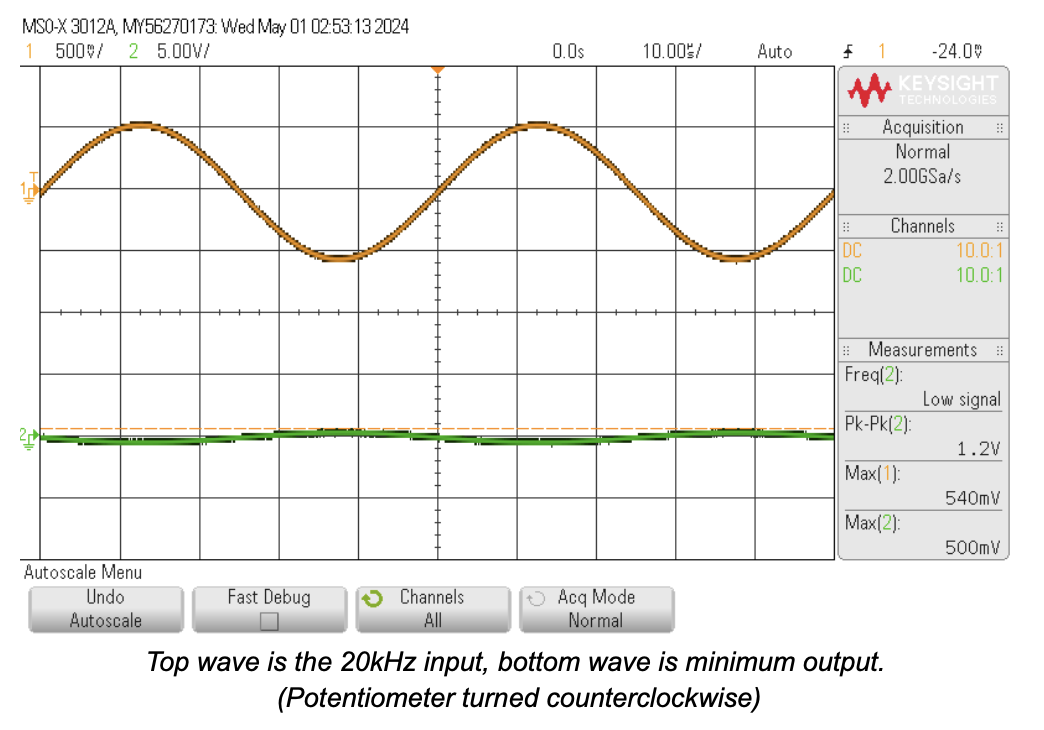 MSO-X 3012A, MY56270173: Wed May 01 02:53:13 2024
1 500mV/ 2 5.00V/ 0.0s 10.00us/ Auto 1 -24.0mV
KEYSIGHT
TECHNOLOGIES
Acquisition
Normal
2.00GSa/s
Channels
DC 10.0:1
DC 10.0:1
Measurements
Freq(2):
Low signal
Pk-Pk(2):
1.2V
Max(1):
540mV
Max(2):
500mV
T
1
2
Autoscale Menu
Undo
Autoscale
Fast Debug
Channels
All
Acq Mode
Normal
Top wave is the 20kHz input, bottom wave is minimum output.
(Potentiometer turned counterclockwise)